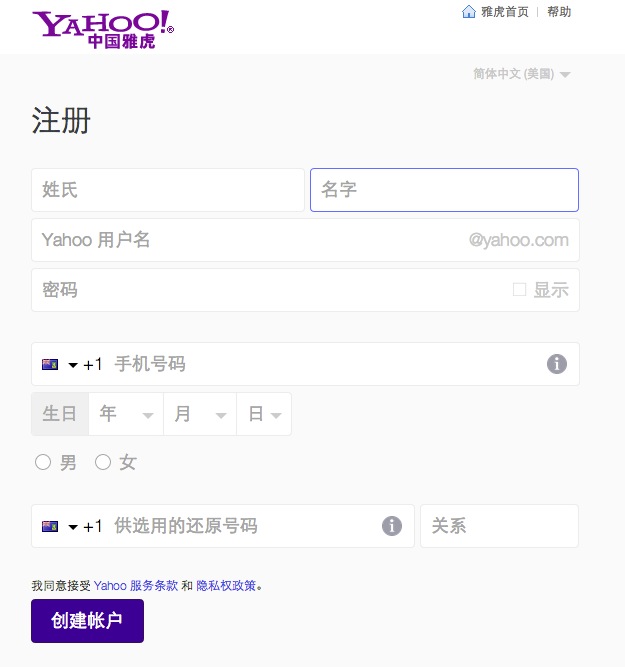 YAHOO!®
中国雅虎
雅虎首页 | 帮助
简体中文 (美国)
注册
姓氏 名字
Yahoo 用户名 @yahoo.com
密码 显示
+1 手机号码
生日 年 月 日
男 女
+1 供选用的还原号码 关系
我同意接受 Yahoo 服务条款 和 隐私权政策。
创建帐户